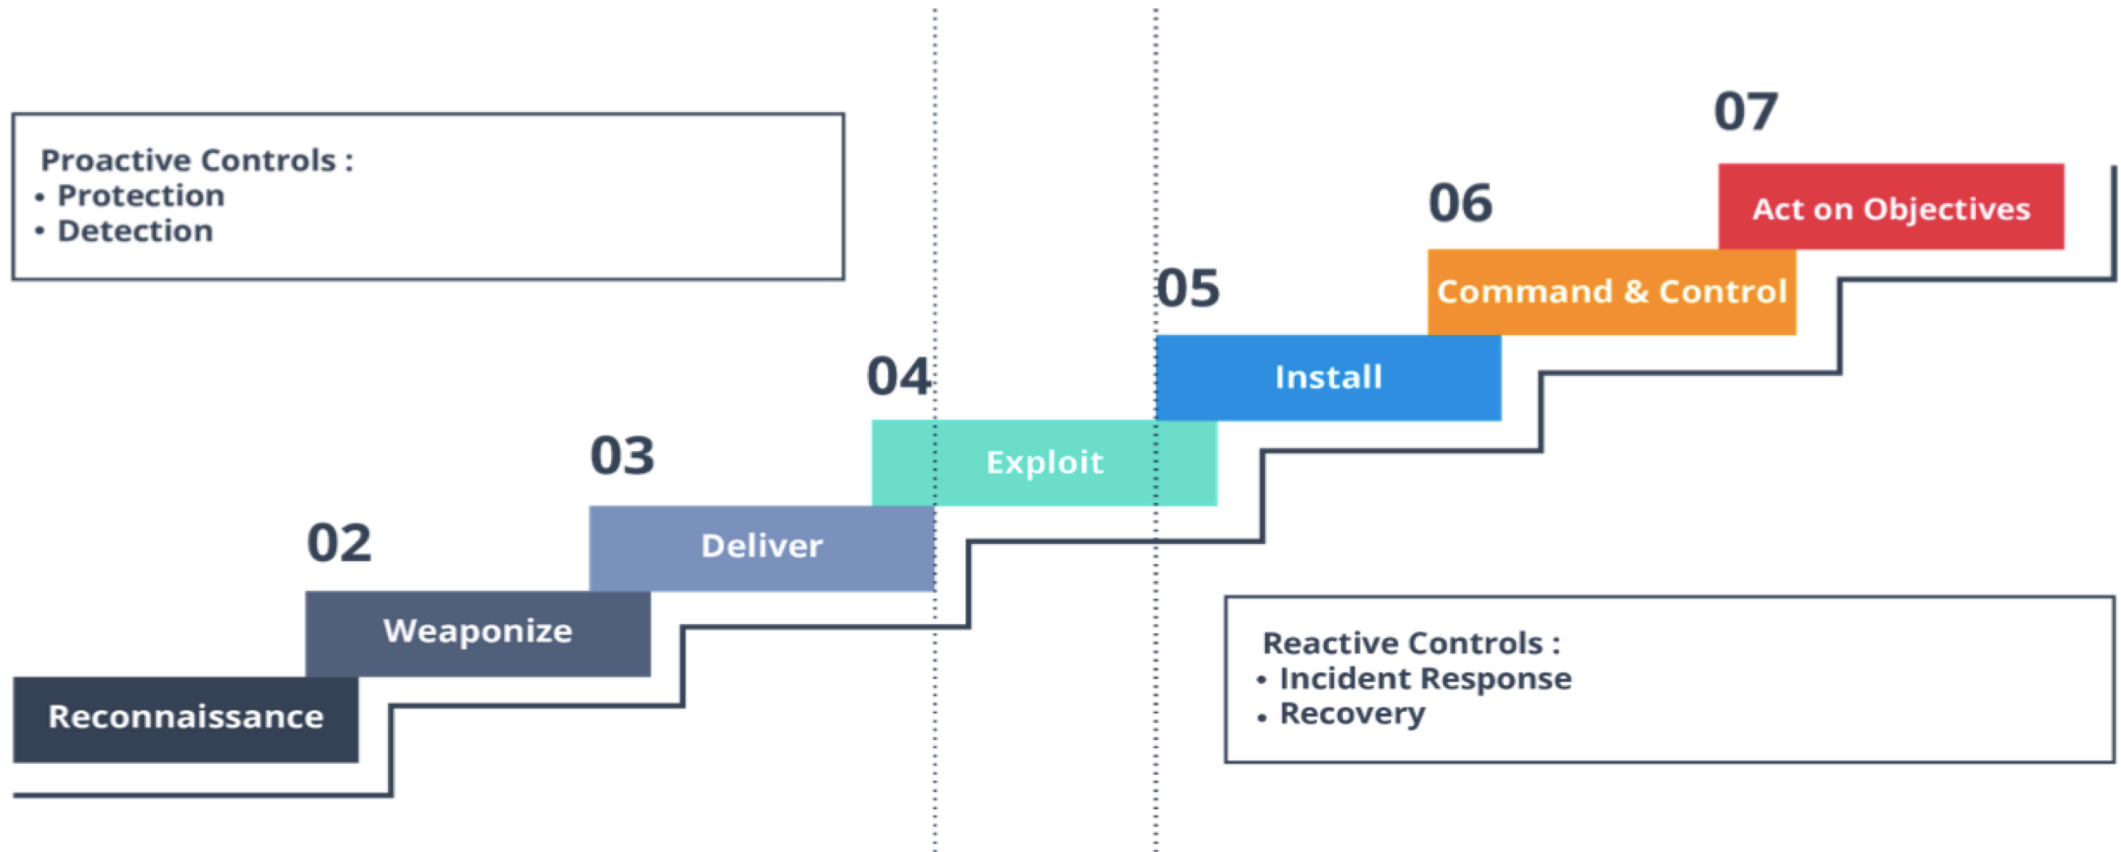 Proactive Controls :
• Protection
• Detection
07
Act on Objectives
06
Command & Control
05
Install
04
Exploit
03
Deliver
02
Weaponize
Reconnaissance
Reactive Controls :
• Incident Response
• Recovery